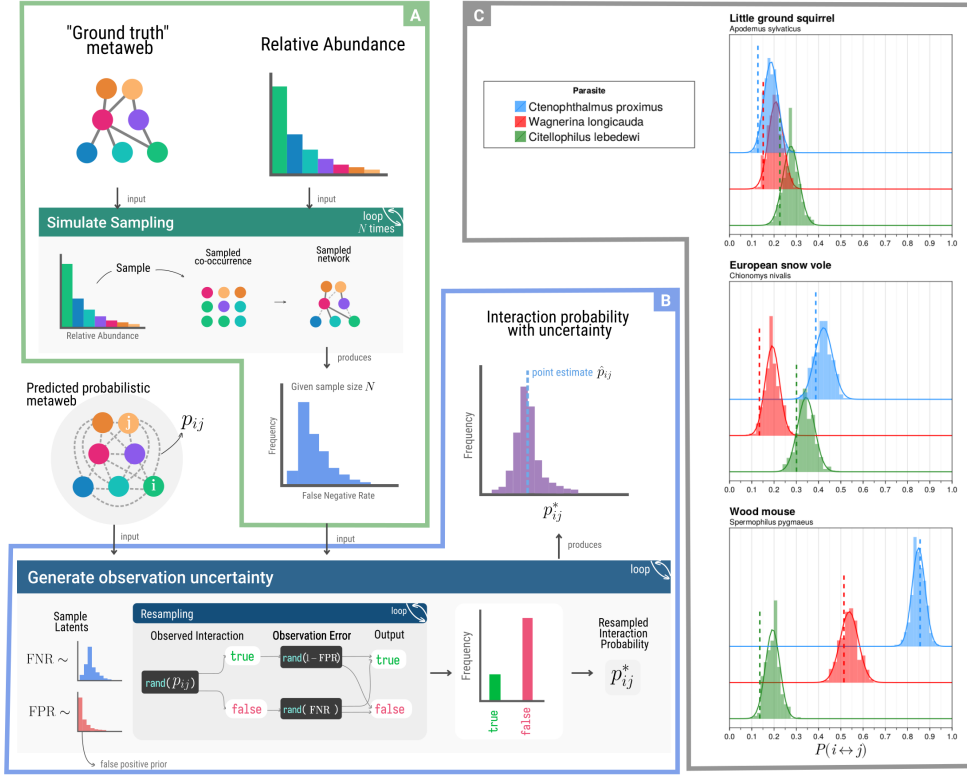 A
"Ground truth"
metaweb
Relative Abundance
input
input
Simulate Sampling
loop
N times
Sample
Sampled
co-occurrence
Sampled
network
Relative Abundance
produces
Given sample size N
Frequency
False Negative Rate
Predicted probabilistic
metaweb
j
i
p_{ij}
input
input
B
Interaction probability
with uncertainty
point estimate p̂_{ij}
Frequency
p*_{ij}
produces
Generate observation uncertainty
loop
Sample
Latents
FNR ~
FPR ~
false positive prior
Resampling
loop
Observed Interaction
Observation Error
Output
rand(p_{ij})
true
false
rand(1-FPR)
rand( FNR )
true
false
Frequency
true
false
Resampled
Interaction
Probability
p*_{ij}
C
Parasite
Ctenophthalmus proximus
Wagnerina longicauda
Citellophilus lebedewi
Little ground squirrel
Apodemus sylvaticus
0.0 0.1 0.2 0.3 0.4 0.5 0.6 0.7 0.8 0.9 1.0
European snow vole
Chionomys nivalis
0.0 0.1 0.2 0.3 0.4 0.5 0.6 0.7 0.8 0.9 1.0
Wood mouse
Spermophilus pygmaeus
0.0 0.1 0.2 0.3 0.4 0.5 0.6 0.7 0.8 0.9 1.0
P(i↔j)